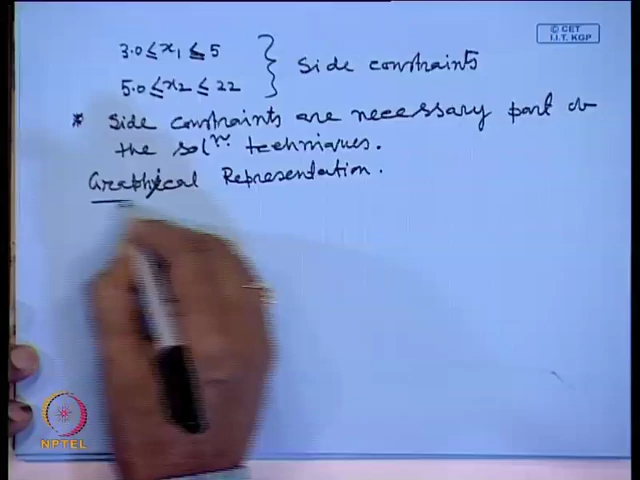 © CET
I.I.T. KGP
3.0 ≤ x₁ ≤ 5
5.0 ≤ x₂ ≤ 22
} Side constraints
* Side constraints are necessary part of
the solⁿ. techniques.
Graphical Representation.
NPTEL